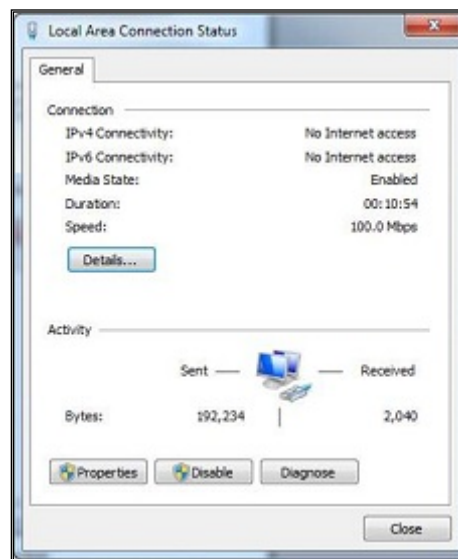 Local Area Connection Status
General
Connection
IPv4 Connectivity: No Internet access
IPv6 Connectivity: No Internet access
Media State: Enabled
Duration: 00:10:54
Speed: 100.0 Mbps
Details...
Activity
Sent Received
Bytes: 192,234 2,040
Properties Disable Diagnose
Close